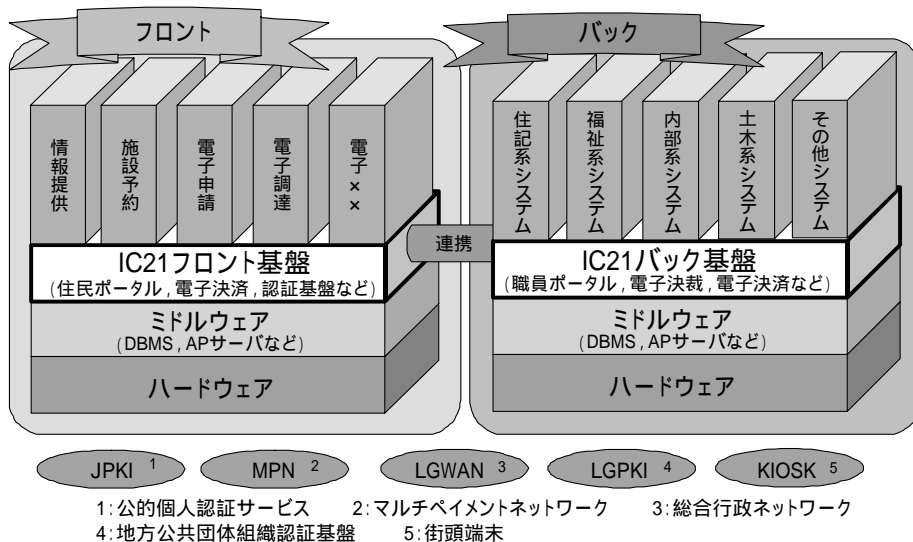 フロント
バック
情報提供
施設予約
電子申請
電子調達
電子××
住記系システム
福祉系システム
内部系システム
土木系システム
その他システム
連携
IC21フロント基盤
(住民ポータル,電子決済,認証基盤など)
IC21バック基盤
(職員ポータル,電子決裁,電子決済など)
ミドルウェア
(DBMS,APサーバなど)
ミドルウェア
(DBMS,APサーバなど)
ハードウェア
ハードウェア
JPKI 1
MPN 2
LGWAN 3
LGPKI 4
KIOSK 5
1:公的個人認証サービス 2:マルチペイメントネットワーク 3:総合行政ネットワーク
4:地方公共団体組織認証基盤 5:街頭端末